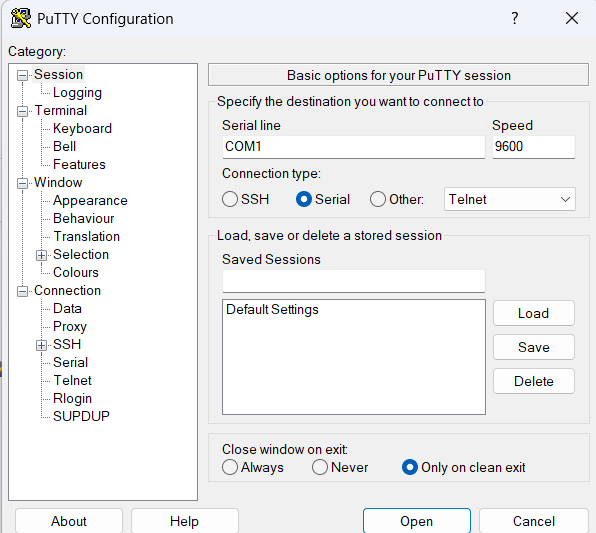 PuTTY Configuration ?
Category:
Session
Logging
Terminal
Keyboard
Bell
Features
Window
Appearance
Behaviour
Translation
Selection
Colours
Connection
Data
Proxy
SSH
Serial
Telnet
Rlogin
SUPDUP
Basic options for your PuTTY session
Specify the destination you want to connect to
Serial line Speed
COM1 9600
Connection type:
SSH Serial Other: Telnet
Load, save or delete a stored session
Saved Sessions
Default Settings
Load
Save
Delete
Close window on exit:
Always Never Only on clean exit
About Help Open Cancel